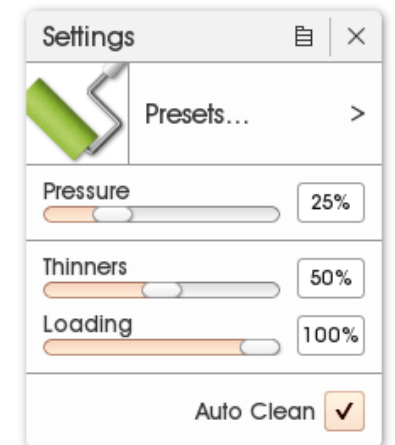 Settings
Presets... >
Pressure
25%
Thinners
50%
Loading
100%
Auto Clean